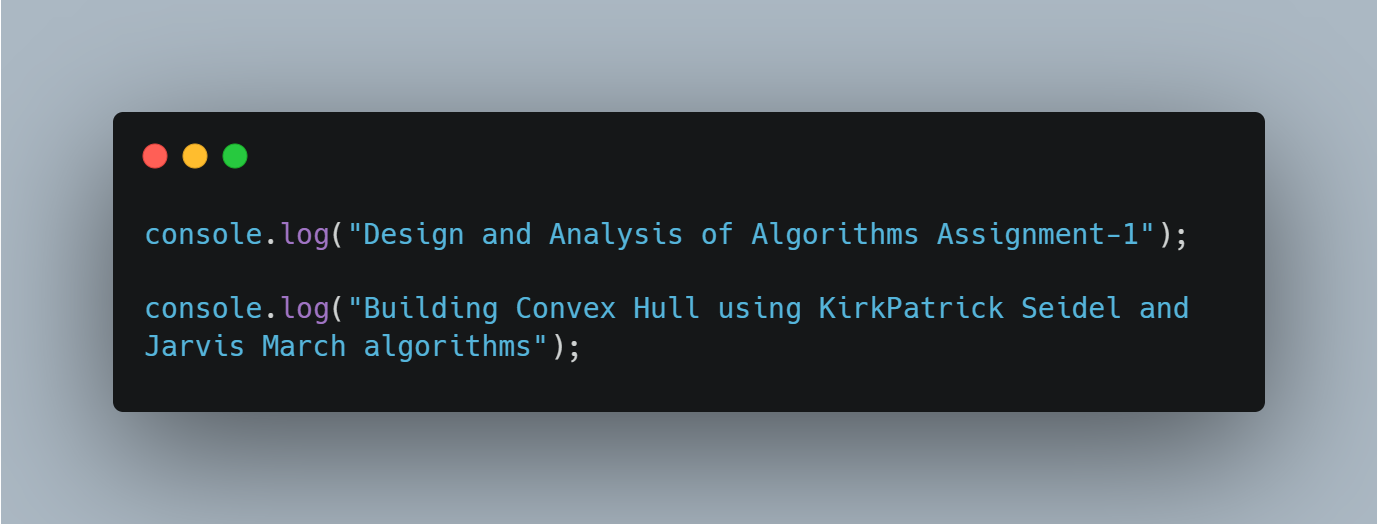 console.log("Design and Analysis of Algorithms Assignment-1");
console.log("Building Convex Hull using KirkPatrick Seidel and
Jarvis March algorithms");